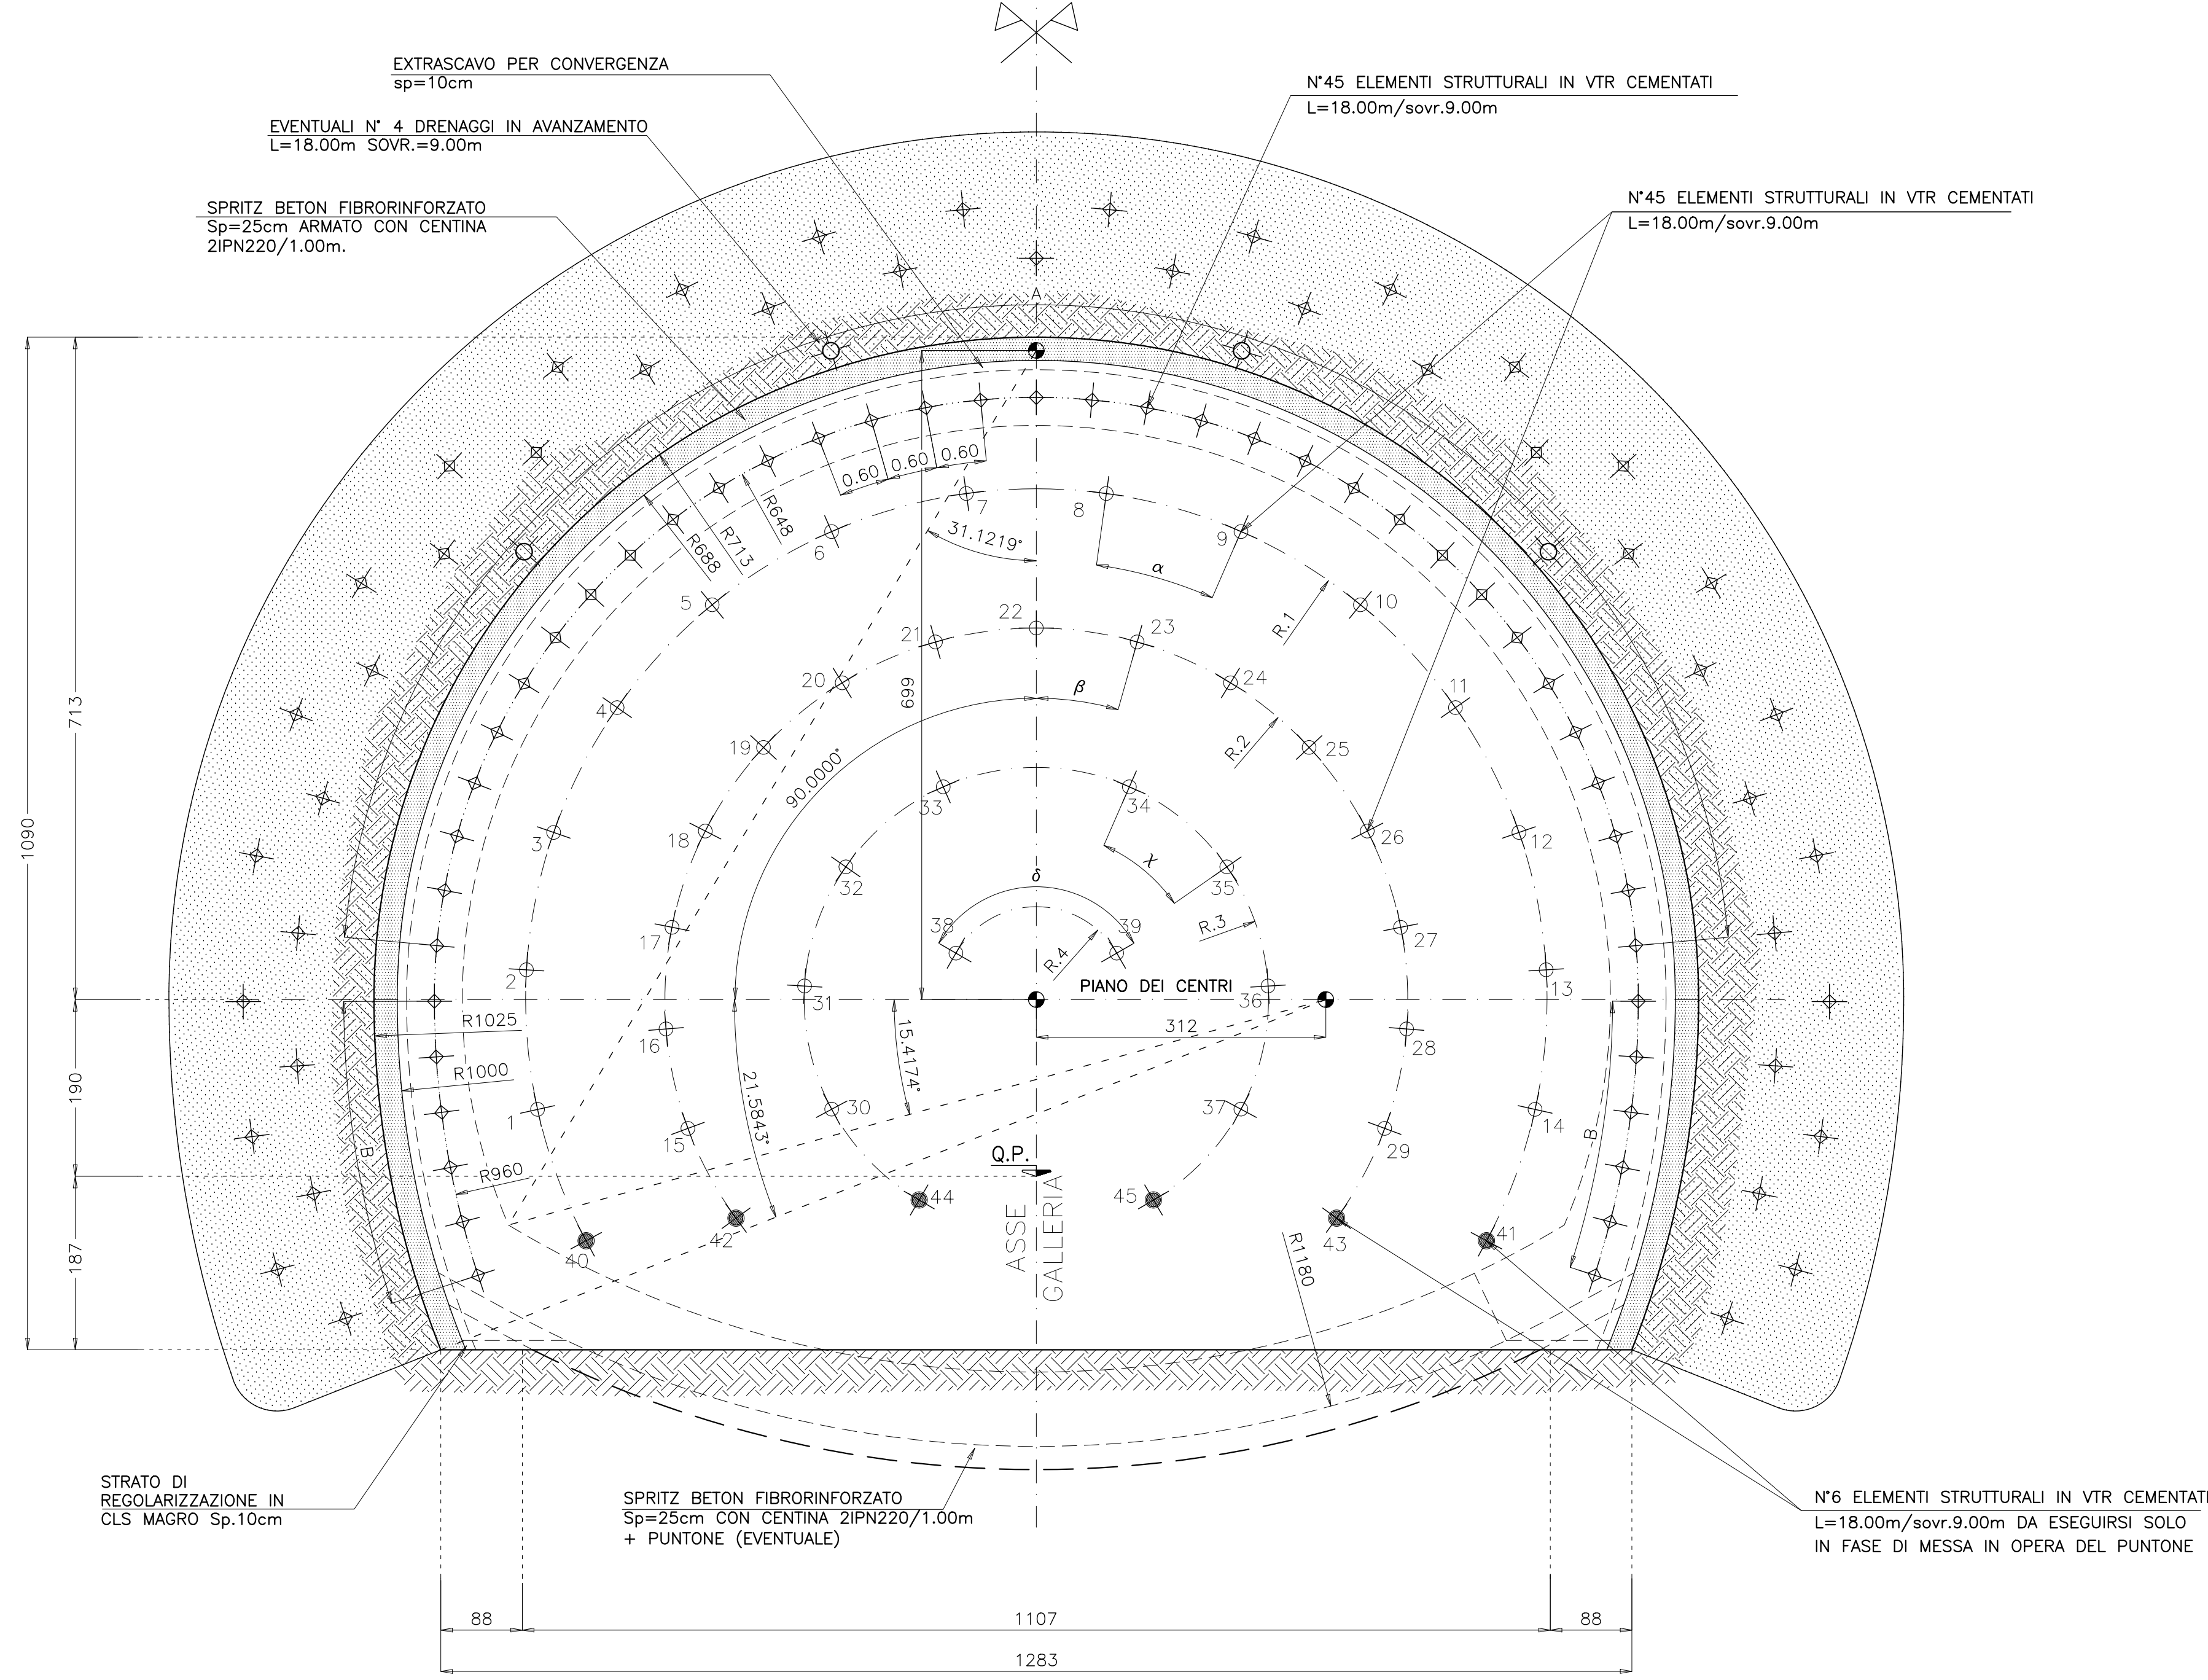 EXTRASCAVO PER CONVERGENZA
sp=10cm
N°45 ELEMENTI STRUTTURALI IN VTR CEMENTATI
L=18.00m/sovr.9.00m
EVENTUALI N° 4 DRENAGGI IN AVANZAMENTO
L=18.00m SOVR.=9.00m
SPRITZ BETON FIBRORINFORZATO
Sp=25cm ARMATO CON CENTINA
2IPN220/1.00m.
N°45 ELEMENTI STRUTTURALI IN VTR CEMENTATI
L=18.00m/sovr.9.00m
A
0.60
0.60
0.60
R648
R713
R688
31.1219°
7
8
6
9
α
5
10
R.1
22
21
23
20
24
β
669
4
11
R.2
19
25
713
90.0000°
33
34
3
18
26
12
χ
32
35
δ
1090
38
39
R.3
17
27
R.4
2
PIANO DEI CENTRI
13
31
36
312
R1025
16
28
15.4174°
R1000
21.5843°
190
1
30
37
14
15
29
B
B
Q.P.
R960
44
45
ASSE
GALLERIA
42
43
40
41
R1180
187
STRATO DI
REGOLARIZZAZIONE IN
CLS MAGRO Sp.10cm
SPRITZ BETON FIBRORINFORZATO
Sp=25cm CON CENTINA 2IPN220/1.00m
+ PUNTONE (EVENTUALE)
N°6 ELEMENTI STRUTTURALI IN VTR CEMENTATI
L=18.00m/sovr.9.00m DA ESEGUIRSI SOLO
IN FASE DI MESSA IN OPERA DEL PUNTONE
88
1107
88
1283